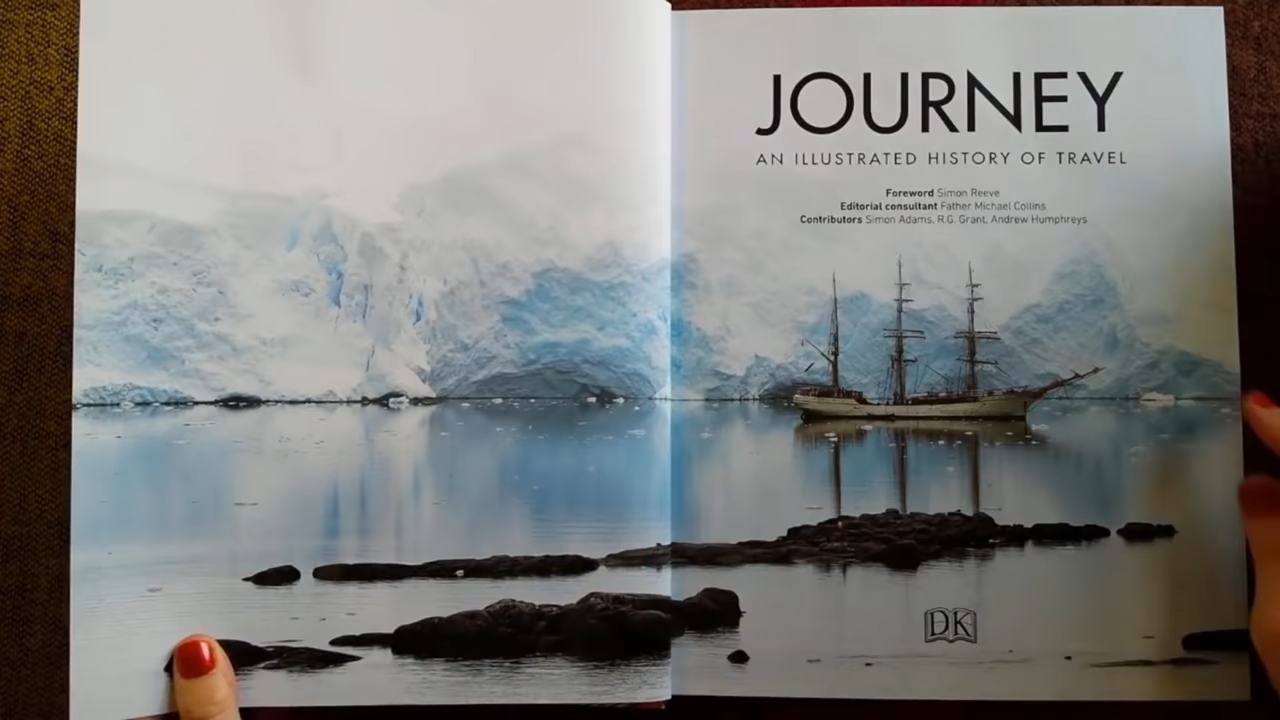 JOURNEY
AN ILLUSTRATED HISTORY OF TRAVEL
Foreword Simon Reeve
Editorial consultant Father Michael Collins
Contributors Simon Adams, R.G. Grant, Andrew Humphreys
DK